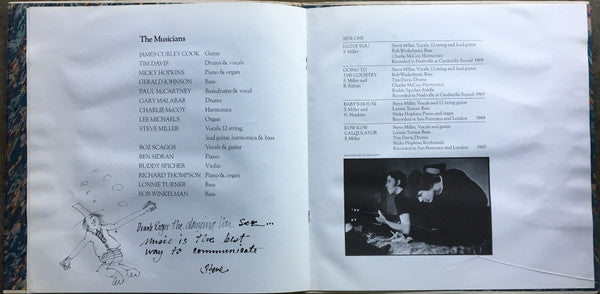 The Musicians
JAMES CURLEY COOK Guitar
TIM DAVIS Drums & vocals
NICKY HOPKINS Piano & organ
GERALD JOHNSON Bass
PAUL McCARTNEY Bass, drums & vocal
GARY MALABAR Drums
CHARLIE McCOY Harmonica
LEE MICHAELS Organ
STEVE MILLER Vocals, 12 string,
lead guitar, harmonica & bass
BOZ SCAGGS Vocals & guitar
BEN SIDRAN Piano
BUDDY SPICHER Violin
RICHARD THOMPSON Piano & organ
LONNIE TURNER Bass
BOB WINKELMAN Bass
the dancing lion
music is the best
way to communicate
Steve
SIDE ONE
I LOVE YOU Steve Miller, Vocals, 12 string and lead guitar
S. Miller Bob Winkelman, Bass
Charlie McCoy, Harmonica
Recorded in Nashville at Cinderella Sound 1969
GOING TO Steve Miller, Vocals, 12 string and lead guitar
THE COUNTRY Bob Winkelman, Bass
S. Miller and Tim Davis, Drums
B. Sidran Charlie McCoy, Harmonica
Buddy Spicher, Fiddle
Recorded in Nashville at Cinderella Sound 1969
BABY'S HOUSE Steve Miller, Vocals, 12 string and guitar
S. Miller and Lonnie Turner, Bass
N. Hopkins Nicky Hopkins, Piano and organ
Recorded in San Francisco and London 1969
KOW KOW Steve Miller, Vocals and guitar
CALQULATOR Lonnie Turner, Bass
S. Miller Tim Davis, Drums
Nicky Hopkins, Keyboards
Recorded in San Francisco and London 1969